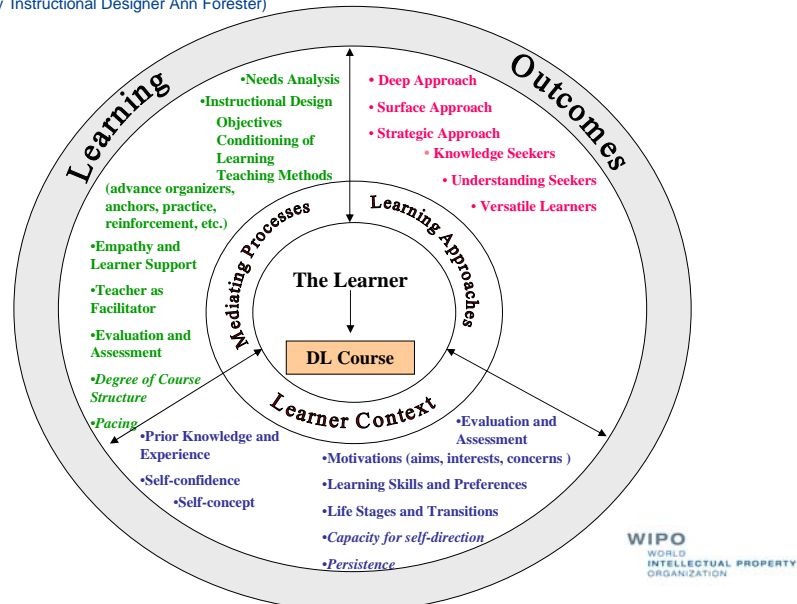 y Instructional Designer Ann Forester)
Learning
Outcomes
•Needs Analysis
•Instructional Design
Objectives
Conditioning of
Learning
Teaching Methods
(advance organizers,
anchors, practice,
reinforcement, etc.)
•Empathy and
Learner Support
•Teacher as
Facilitator
•Evaluation and
Assessment
•Degree of Course
Structure
•Pacing
• Deep Approach
• Surface Approach
• Strategic Approach
• Knowledge Seekers
• Understanding Seekers
• Versatile Learners
Mediating Processes
Learning Approaches
The Learner
DL Course
Learner Context
•Prior Knowledge and
Experience
•Self-confidence
•Self-concept
•Evaluation and
Assessment
•Motivations (aims, interests, concerns )
•Learning Skills and Preferences
•Life Stages and Transitions
•Capacity for self-direction
•Persistence
WIPO
WORLD
INTELLECTUAL PROPERTY
ORGANIZATION